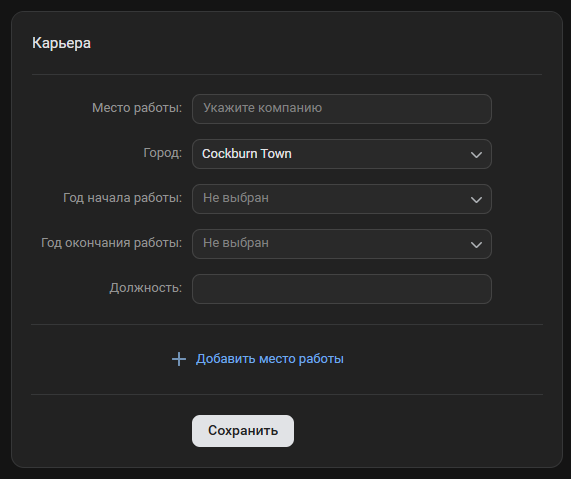 Карьера
Место работы: Укажите компанию
Город: Cockburn Town
Год начала работы: Не выбран
Год окончания работы: Не выбран
Должность:
Добавить место работы
Сохранить